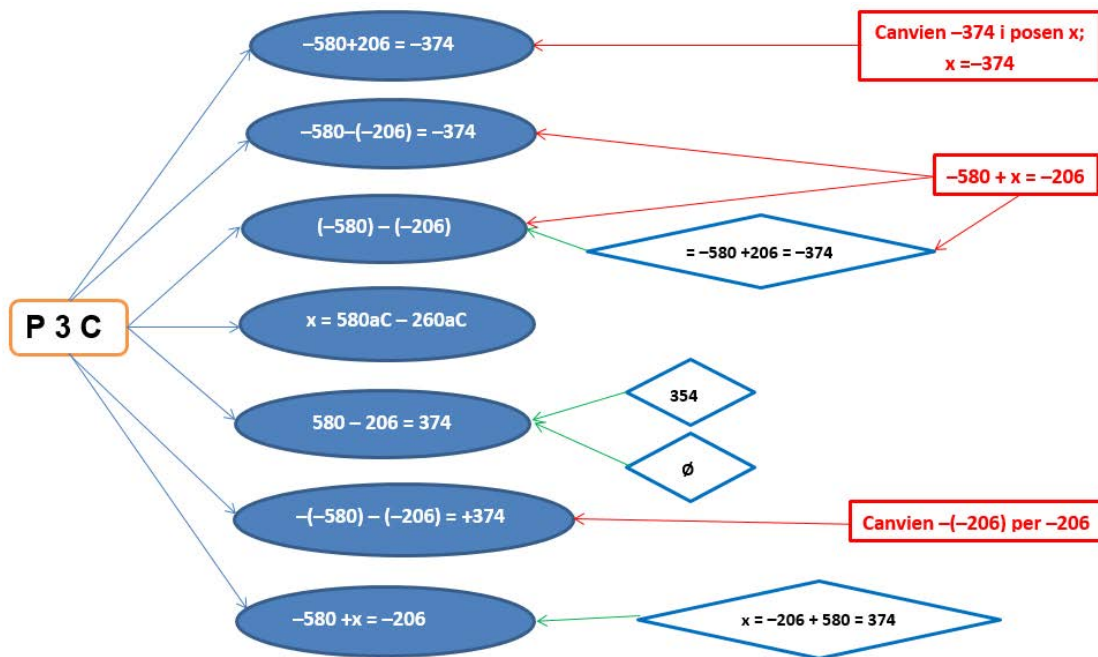 –580+206 = –374
Canvien –374 i posen x;
x =–374
–580–(–206) = –374
–580 + x = –206
(–580) – (–206)
= –580 +206 = –374
P 3 C
x = 580aC – 260aC
354
580 – 206 = 374
Ø
–(–580) – (–206) = +374
Canvien –(–206) per –206
–580 +x = –206
x = –206 + 580 = 374